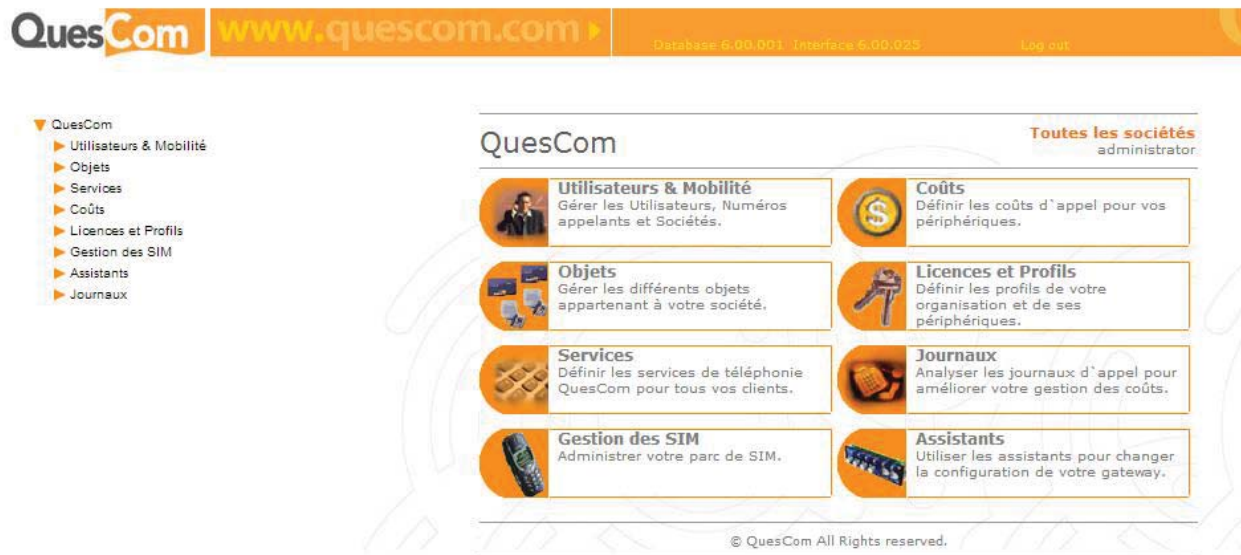 QuesCom
www.quescom.com
Database 6.00.001 Interface 6.00.025
Log out
QuesCom
Utilisateurs & Mobilité
Objets
Services
Coûts
Licences et Profils
Gestion des SIM
Assistants
Journaux
QuesCom
Toutes les sociétés
administrator
Utilisateurs & Mobilité
Gérer les Utilisateurs, Numéros
appelants et Sociétés.
Coûts
Définir les coûts d`appel pour vos
périphériques.
Objets
Gérer les différents objets
appartenant à votre société.
Licences et Profils
Définir les profils de votre
organisation et de ses
périphériques.
Services
Définir les services de téléphonie
QuesCom pour tous vos clients.
Journaux
Analyser les journaux d`appel pour
améliorer votre gestion des coûts.
Gestion des SIM
Administrer votre parc de SIM.
Assistants
Utiliser les assistants pour changer
la configuration de votre gateway.
© QuesCom All Rights reserved.